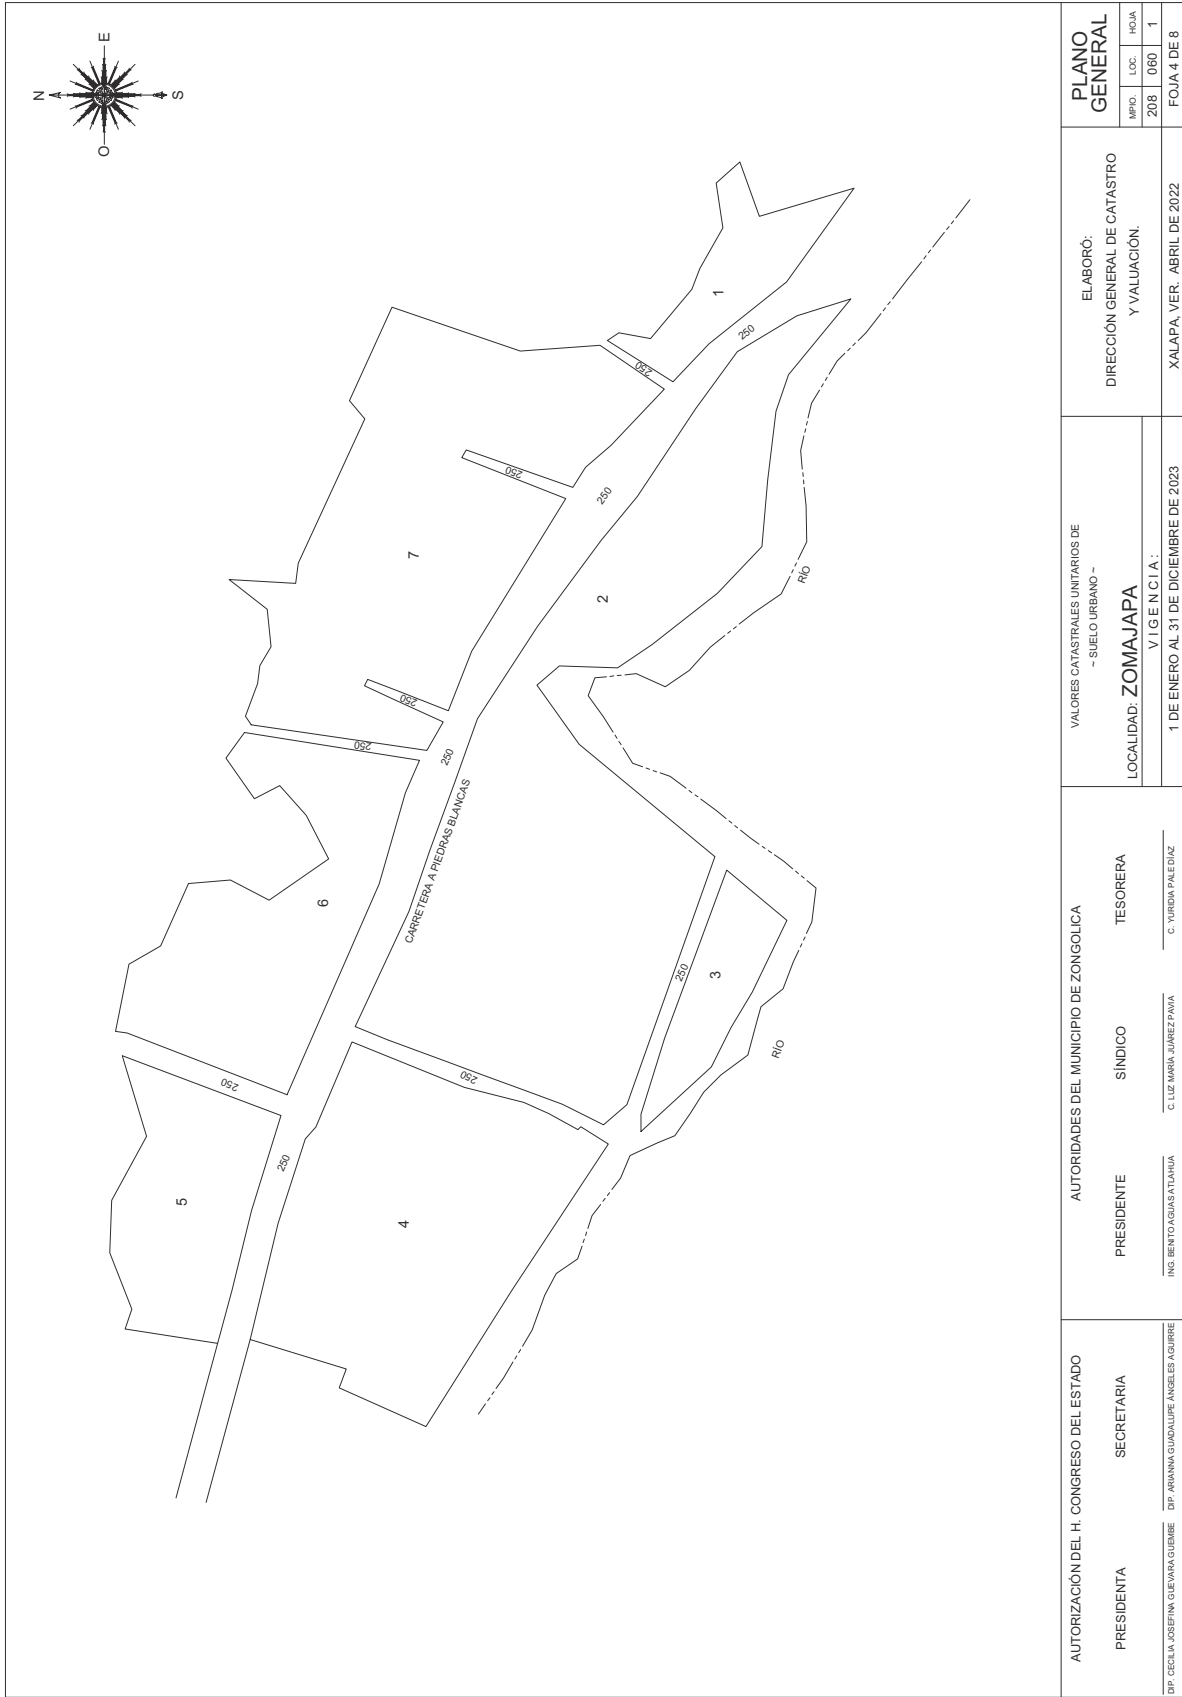 N
E
S
O
1
250
250
250
250
7
2
RÍO
250
250
250
CARRETERA A PIEDRAS BLANCAS
6
250
3
RÍO
250
250
250
5
4
AUTORIZACIÓN DEL H. CONGRESO DEL ESTADO
PRESIDENTA SECRETARIA
DIP. CECILIA JOSEFINA GUEVARA GUEMBE DIP. ARIANNA GUADALUPE ÁNGELES AGUIRRE
AUTORIDADES DEL MUNICIPIO DE ZONGOLICA
PRESIDENTE SÍNDICO TESORERA
ING. BENITO AGUAS ATLAHUA C. LUZ MARÍA JUÁREZ PAVIA C. YURIDIA PALE DÍAZ
VALORES CATASTRALES UNITARIOS DE
~ SUELO URBANO ~
LOCALIDAD: ZOMAJAPA
V I G E N C I A :
1 DE ENERO AL 31 DE DICIEMBRE DE 2023
ELABORÓ:
DIRECCIÓN GENERAL DE CATASTRO
Y VALUACIÓN.
XALAPA, VER. ABRIL DE 2022
PLANO
GENERAL
MPIO. LOC. HOJA
208 060 1
FOJA 4 DE 8